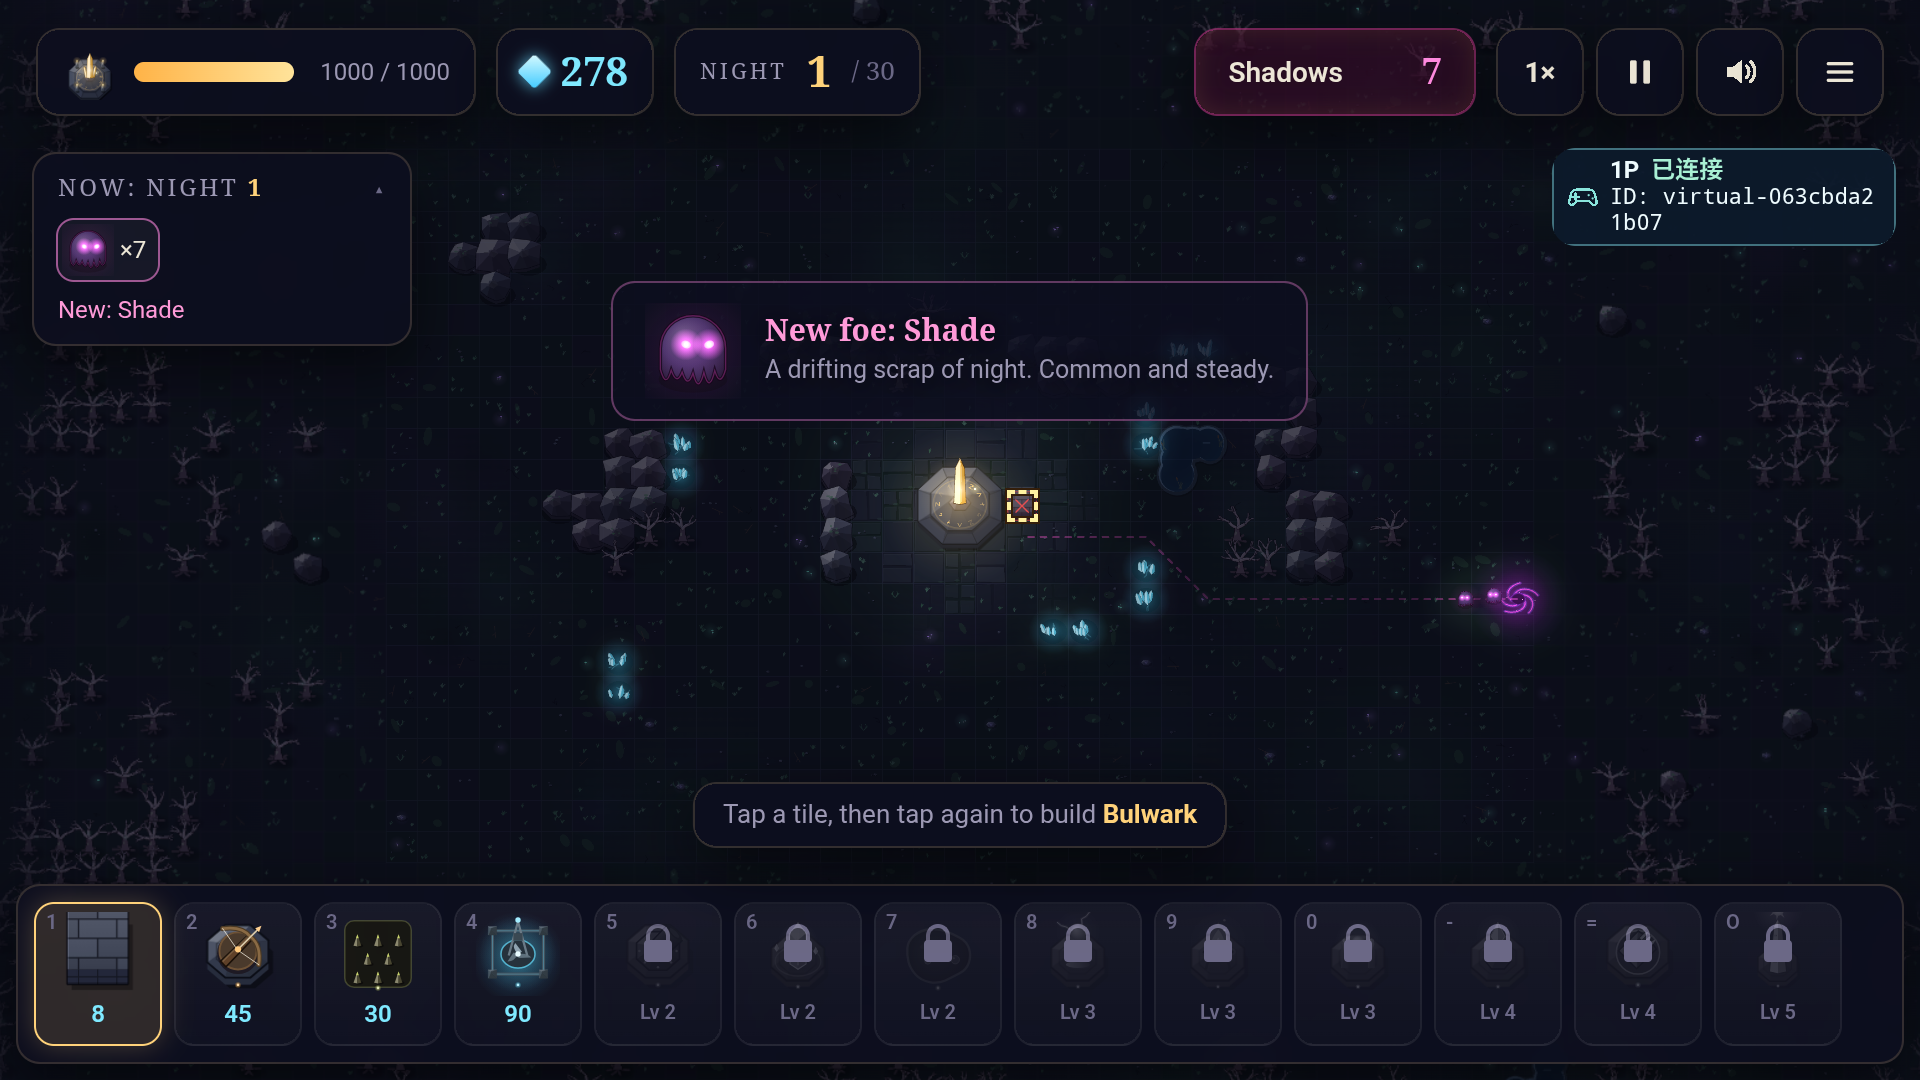 1000 / 1000
278
NIGHT 1 / 30
Shadows 7
1×
NOW: NIGHT 1
×7
New: Shade
1P 已连接
ID: virtual-063cbda2
1b07
New foe: Shade
A drifting scrap of night. Common and steady.
Tap a tile, then tap again to build Bulwark
1 2 3 4 5 6 7 8 9 0 - = O
8 45 30 90 Lv 2 Lv 2 Lv 2 Lv 3 Lv 3 Lv 3 Lv 4 Lv 4 Lv 5